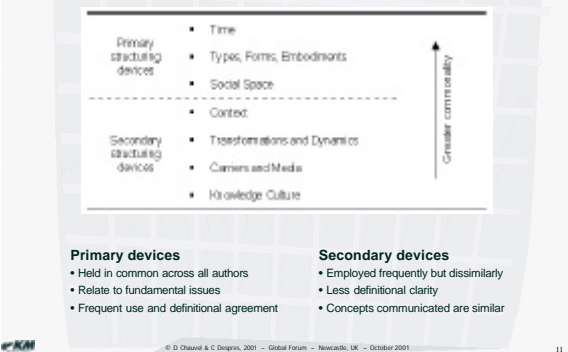 Time
Primary
structuring
devices
Types, Forms, Embodiments
Social Space
Context
Secondary
structuring
devices
Transformations and Dynamics
Carriers and Media
Knowledge Culture
Greater commonality
Primary devices
• Held in common across all authors
• Relate to fundamental issues
• Frequent use and definitional agreement
Secondary devices
• Employed frequently but dissimilarly
• Less definitional clarity
• Concepts communicated are similar
KM
© D Chauvel & C Despres, 2001 – Global Forum – Newcastle, UK – October 2001
11